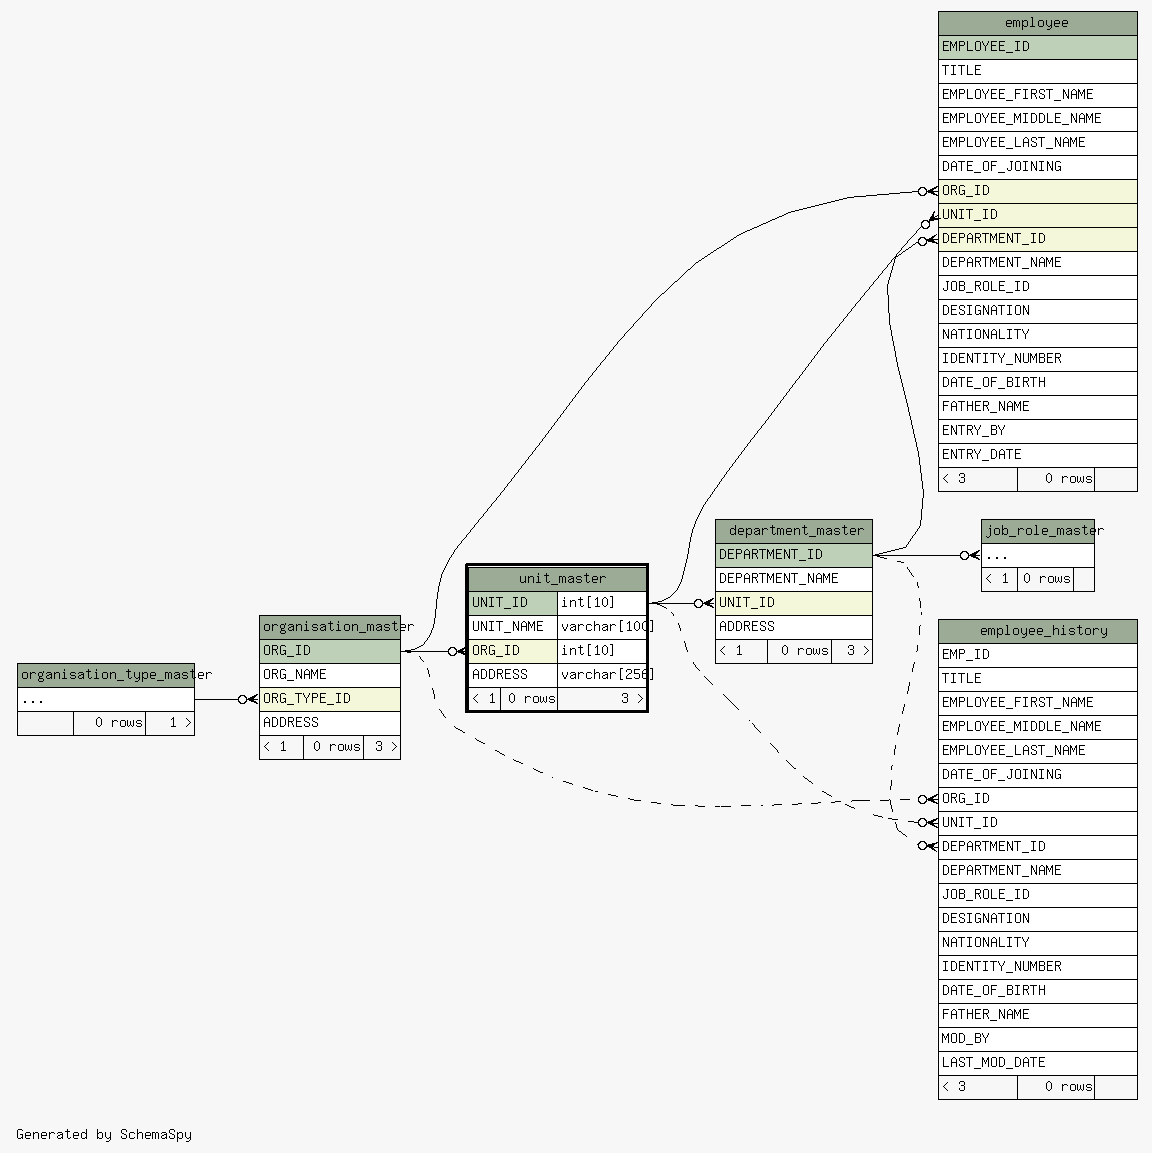 employee
EMPLOYEE_ID
TITLE
EMPLOYEE_FIRST_NAME
EMPLOYEE_MIDDLE_NAME
EMPLOYEE_LAST_NAME
DATE_OF_JOINING
ORG_ID
UNIT_ID
DEPARTMENT_ID
DEPARTMENT_NAME
JOB_ROLE_ID
DESIGNATION
NATIONALITY
IDENTITY_NUMBER
DATE_OF_BIRTH
FATHER_NAME
ENTRY_BY
ENTRY_DATE
< 3 0 rows
department_master
DEPARTMENT_ID
DEPARTMENT_NAME
UNIT_ID
ADDRESS
< 1 0 rows 3 >
job_role_master
...
< 1 0 rows
unit_master
UNIT_ID int[10]
UNIT_NAME varchar[100]
ORG_ID int[10]
ADDRESS varchar[256]
< 1 0 rows 3 >
organisation_master
ORG_ID
ORG_NAME
ORG_TYPE_ID
ADDRESS
< 1 0 rows 3 >
organisation_type_master
...
0 rows 1 >
employee_history
EMP_ID
TITLE
EMPLOYEE_FIRST_NAME
EMPLOYEE_MIDDLE_NAME
EMPLOYEE_LAST_NAME
DATE_OF_JOINING
ORG_ID
UNIT_ID
DEPARTMENT_ID
DEPARTMENT_NAME
JOB_ROLE_ID
DESIGNATION
NATIONALITY
IDENTITY_NUMBER
DATE_OF_BIRTH
FATHER_NAME
MOD_BY
LAST_MOD_DATE
< 3 0 rows
Generated by SchemaSpy